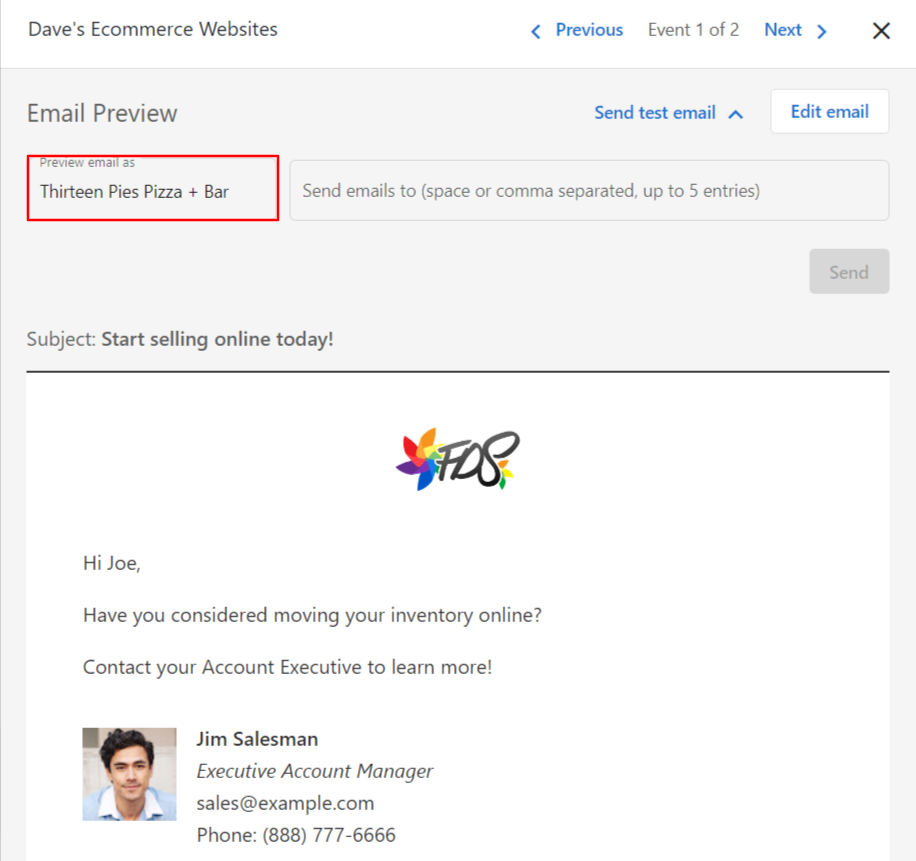 Dave's Ecommerce Websites
Previous Event 1 of 2 Next
Email Preview
Send test email
Edit email
Preview email as
Thirteen Pies Pizza + Bar
Send emails to (space or comma separated, up to 5 entries)
Send
Subject: Start selling online today!
FDS
Hi Joe,
Have you considered moving your inventory online?
Contact your Account Executive to learn more!
Jim Salesman
Executive Account Manager
sales@example.com
Phone: (888) 777-6666